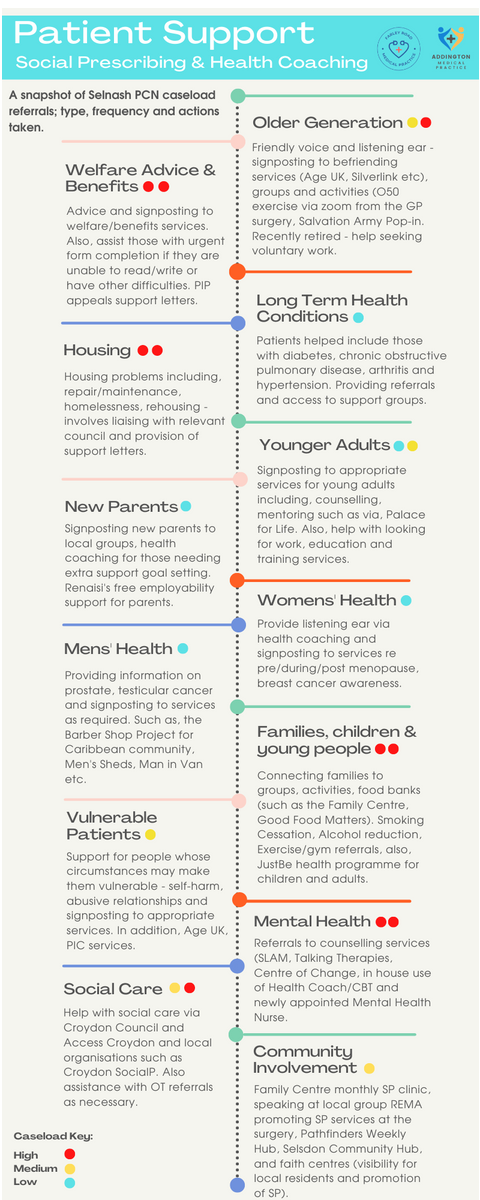 Patient Support
Social Prescribing & Health Coaching
FARLEY ROAD
MEDICAL PRACTICE
ADDINGTON
MEDICAL
PRACTICE
A snapshot of Selnash PCN caseload
referrals; type, frequency and actions
taken.
Older Generation
Friendly voice and listening ear -
signposting to befriending
services (Age UK, Silverlink etc),
groups and activities (O50
exercise via zoom from the GP
surgery, Salvation Army Pop-in.
Recently retired - help seeking
voluntary work.
Welfare Advice &
Benefits
Advice and signposting to
welfare/benefits services.
Also, assist those with urgent
form completion if they are
unable to read/write or
have other difficulties. PIP
appeals support letters.
Long Term Health
Conditions
Patients helped include those
with diabetes, chronic obstructive
pulmonary disease, arthritis and
hypertension. Providing referrals
and access to support groups.
Housing
Housing problems including,
repair/maintenance,
homelessness, rehousing -
involves liaising with relevant
council and provision of
support letters.
Younger Adults
Signposting to appropriate
services for young adults
including, counselling,
mentoring such as via, Palace
for Life. Also, help with looking
for work, education and
training services.
New Parents
Signposting new parents to
local groups, health
coaching for those needing
extra support goal setting.
Renaisi's free employability
support for parents.
Womens' Health
Provide listening ear via
health coaching and
signposting to services re
pre/during/post menopause,
breast cancer awareness.
Mens' Health
Providing information on
prostate, testicular cancer
and signposting to services
as required. Such as, the
Barber Shop Project for
Caribbean community,
Men's Sheds, Man in Van
etc.
Families, children &
young people
Connecting families to
groups, activities, food banks
(such as the Family Centre,
Good Food Matters). Smoking
Cessation, Alcohol reduction,
Exercise/gym referrals, also,
JustBe health programme for
children and adults.
Vulnerable
Patients
Support for people whose
circumstances may make
them vulnerable - self-harm,
abusive relationships and
signposting to appropriate
services. In addition, Age UK,
PIC services.
Mental Health
Referrals to counselling services
(SLAM, Talking Therapies,
Centre of Change, in house use
of Health Coach/CBT and
newly appointed Mental Health
Nurse.
Social Care
Help with social care via
Croydon Council and
Access Croydon and local
organisations such as
Croydon SocialP. Also
assistance with OT referrals
as necessary.
Community
Involvement
Family Centre monthly SP clinic,
speaking at local group REMA
promoting SP services at the
surgery, Pathfinders Weekly
Hub, Selsdon Community Hub,
and faith centres (visibility for
local residents and promotion
of SP).
Caseload Key:
High
Medium
Low